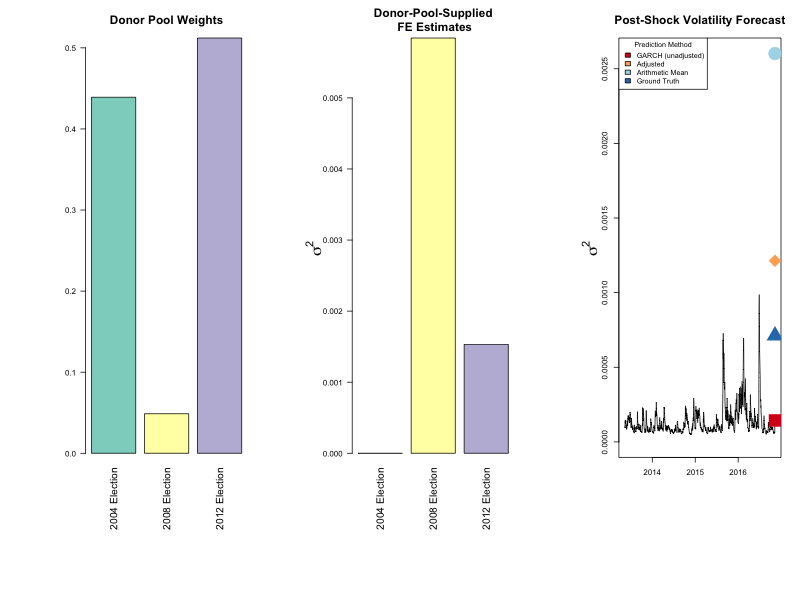 Donor Pool Weights
0.5
0.4
0.3
0.2
0.1
0.0
2004 Election
2008 Election
2012 Election
Donor-Pool-Supplied
FE Estimates
σ2
0.005
0.004
0.003
0.002
0.001
0.000
2004 Election
2008 Election
2012 Election
Post-Shock Volatility Forecast
Prediction Method
GARCH (unadjusted)
Adjusted
Arithmetic Mean
Ground Truth
σ2
0.0025
0.0020
0.0015
0.0010
0.0005
0.0000
2014 2015 2016